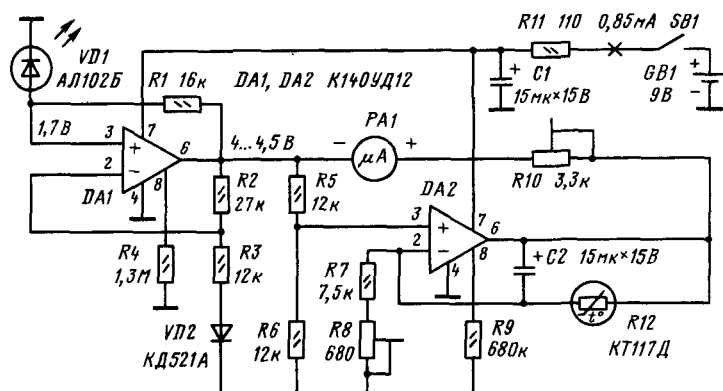 R11 110 0,85мА SB1
VD1
АЛ102Б
R1 16к
DA1, DA2 К140УД12
+ C1
15мк×15В
GB1
9В
+
-
1,7В
3
7
+
2
-
6
4
8
DA1
4...4,5В
- PA1 +
μA
R10 3,3к
R2
27к
R5
12к
DA2
3
+
2
-
7
6
4
8
R4
1,3М
R3
12к
R7
7,5к
+ C2 15мк×15В
VD2
КД521А
R6
12к
R8
680
R9
680к
t°
R12
КТ117Д